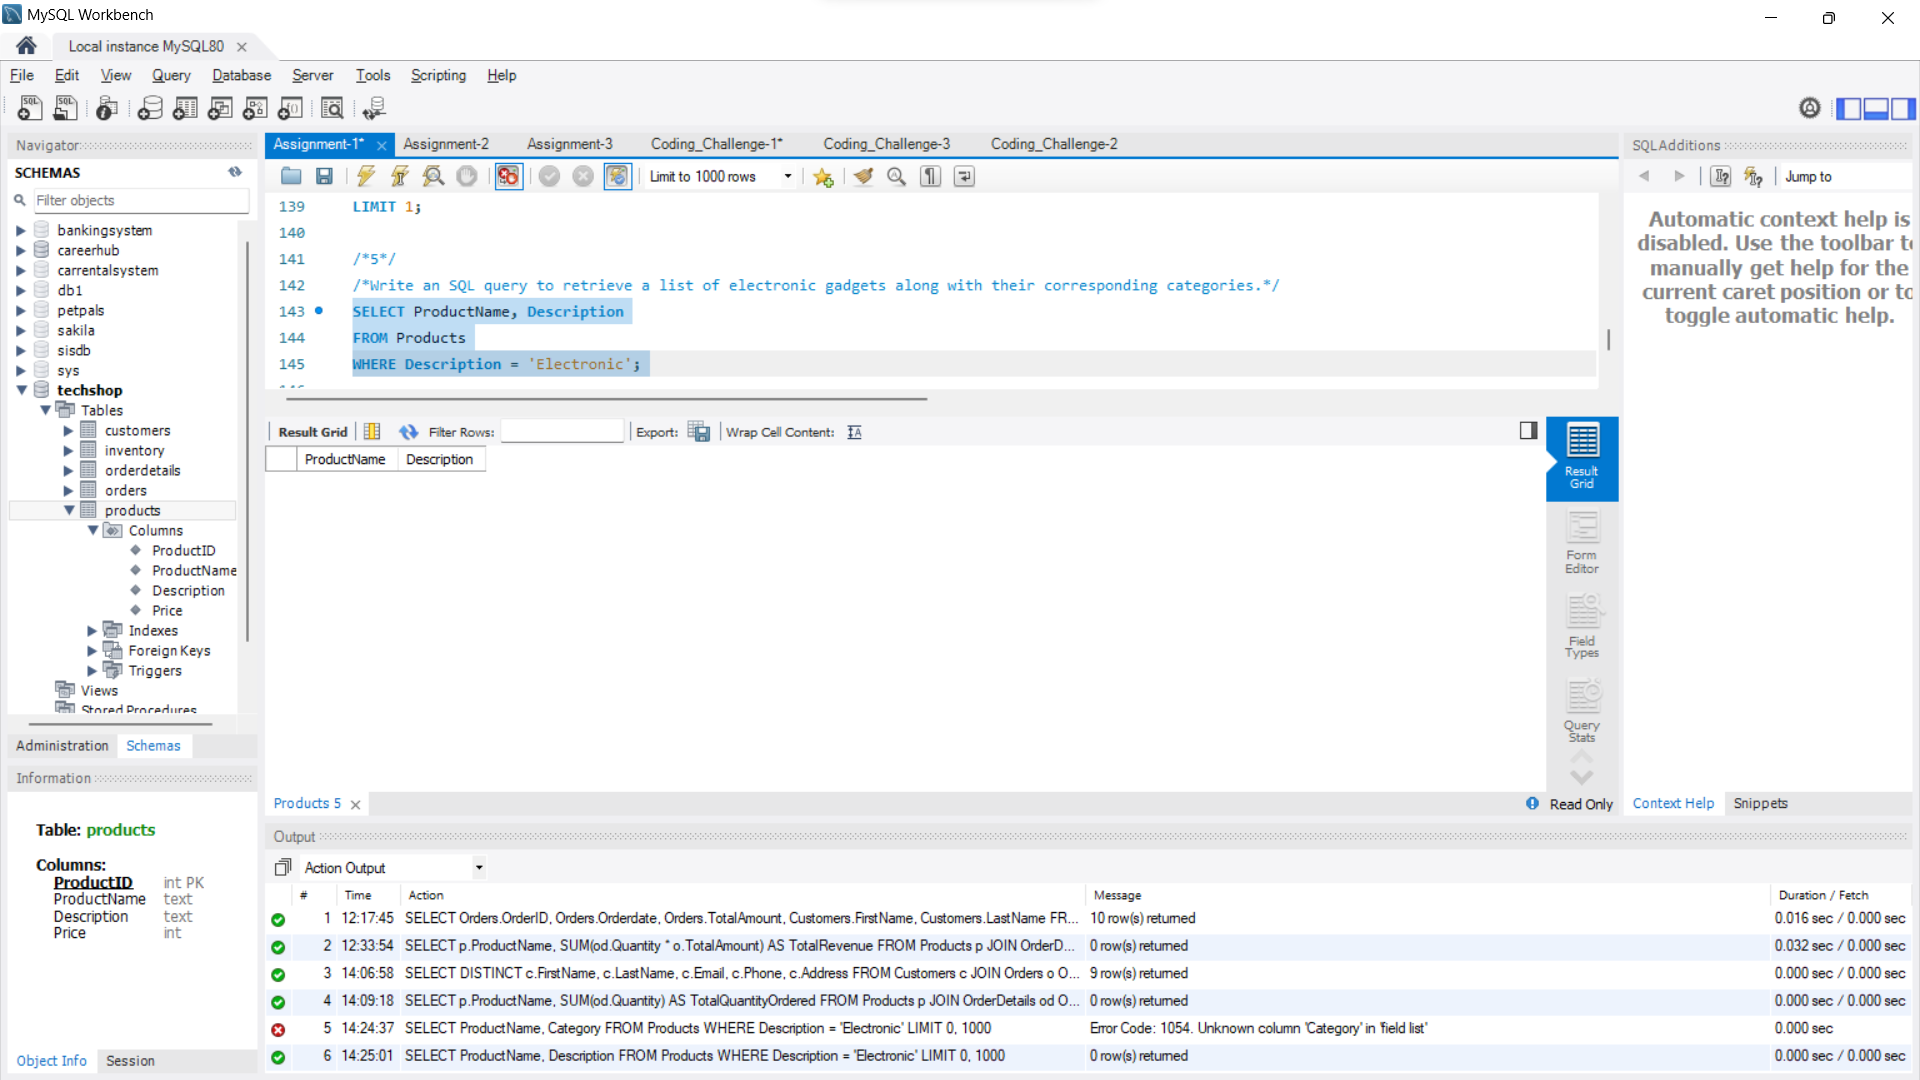 MySQL Workbench
Local instance MySQL80
File Edit View Query Database Server Tools Scripting Help
Navigator
SCHEMAS
Filter objects
bankingsystem
careerhub
carrentalsystem
db1
petpals
sakila
sisdb
sys
techshop
Tables
customers
inventory
orderdetails
orders
products
Columns
ProductID
ProductName
Description
Price
Indexes
Foreign Keys
Triggers
Views
Stored Procedures
Administration Schemas
Information
Table: products
Columns:
ProductID int PK
ProductName text
Description text
Price int
Object Info Session
Assignment-1* Assignment-2 Assignment-3 Coding_Challenge-1* Coding_Challenge-3 Coding_Challenge-2
Limit to 1000 rows
139 LIMIT 1;
140
141 /*5*/
142 /*Write an SQL query to retrieve a list of electronic gadgets along with their corresponding categories.*/
143 SELECT ProductName, Description
144 FROM Products
145 WHERE Description = 'Electronic';
Result Grid Filter Rows: Export: Wrap Cell Content:
ProductName Description
Result
Grid
Form
Editor
Field
Types
Query
Stats
Products 5
Read Only
SQLAdditions
Jump to
Automatic context help is
disabled. Use the toolbar to
manually get help for the
current caret position or to
toggle automatic help.
Context Help Snippets
Output
Action Output
# Time Action Message Duration / Fetch
1 12:17:45 SELECT Orders.OrderID, Orders.Orderdate, Orders.TotalAmount, Customers.FirstName, Customers.LastName FR... 10 row(s) returned 0.016 sec / 0.000 sec
2 12:33:54 SELECT p.ProductName, SUM(od.Quantity * o.TotalAmount) AS TotalRevenue FROM Products p JOIN OrderD... 0 row(s) returned 0.032 sec / 0.000 sec
3 14:06:58 SELECT DISTINCT c.FirstName, c.LastName, c.Email, c.Phone, c.Address FROM Customers c JOIN Orders o O... 9 row(s) returned 0.000 sec / 0.000 sec
4 14:09:18 SELECT p.ProductName, SUM(od.Quantity) AS TotalQuantityOrdered FROM Products p JOIN OrderDetails od O... 0 row(s) returned 0.000 sec / 0.000 sec
5 14:24:37 SELECT ProductName, Category FROM Products WHERE Description = 'Electronic' LIMIT 0, 1000 Error Code: 1054. Unknown column 'Category' in 'field list' 0.000 sec
6 14:25:01 SELECT ProductName, Description FROM Products WHERE Description = 'Electronic' LIMIT 0, 1000 0 row(s) returned 0.000 sec / 0.000 sec